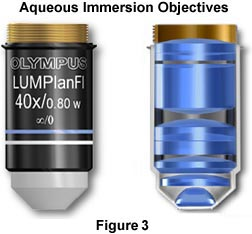 Aqueous Immersion Objectives
OLYMPUS
LUMPlanFl
40x/0.80 w
∞/0
Figure 3